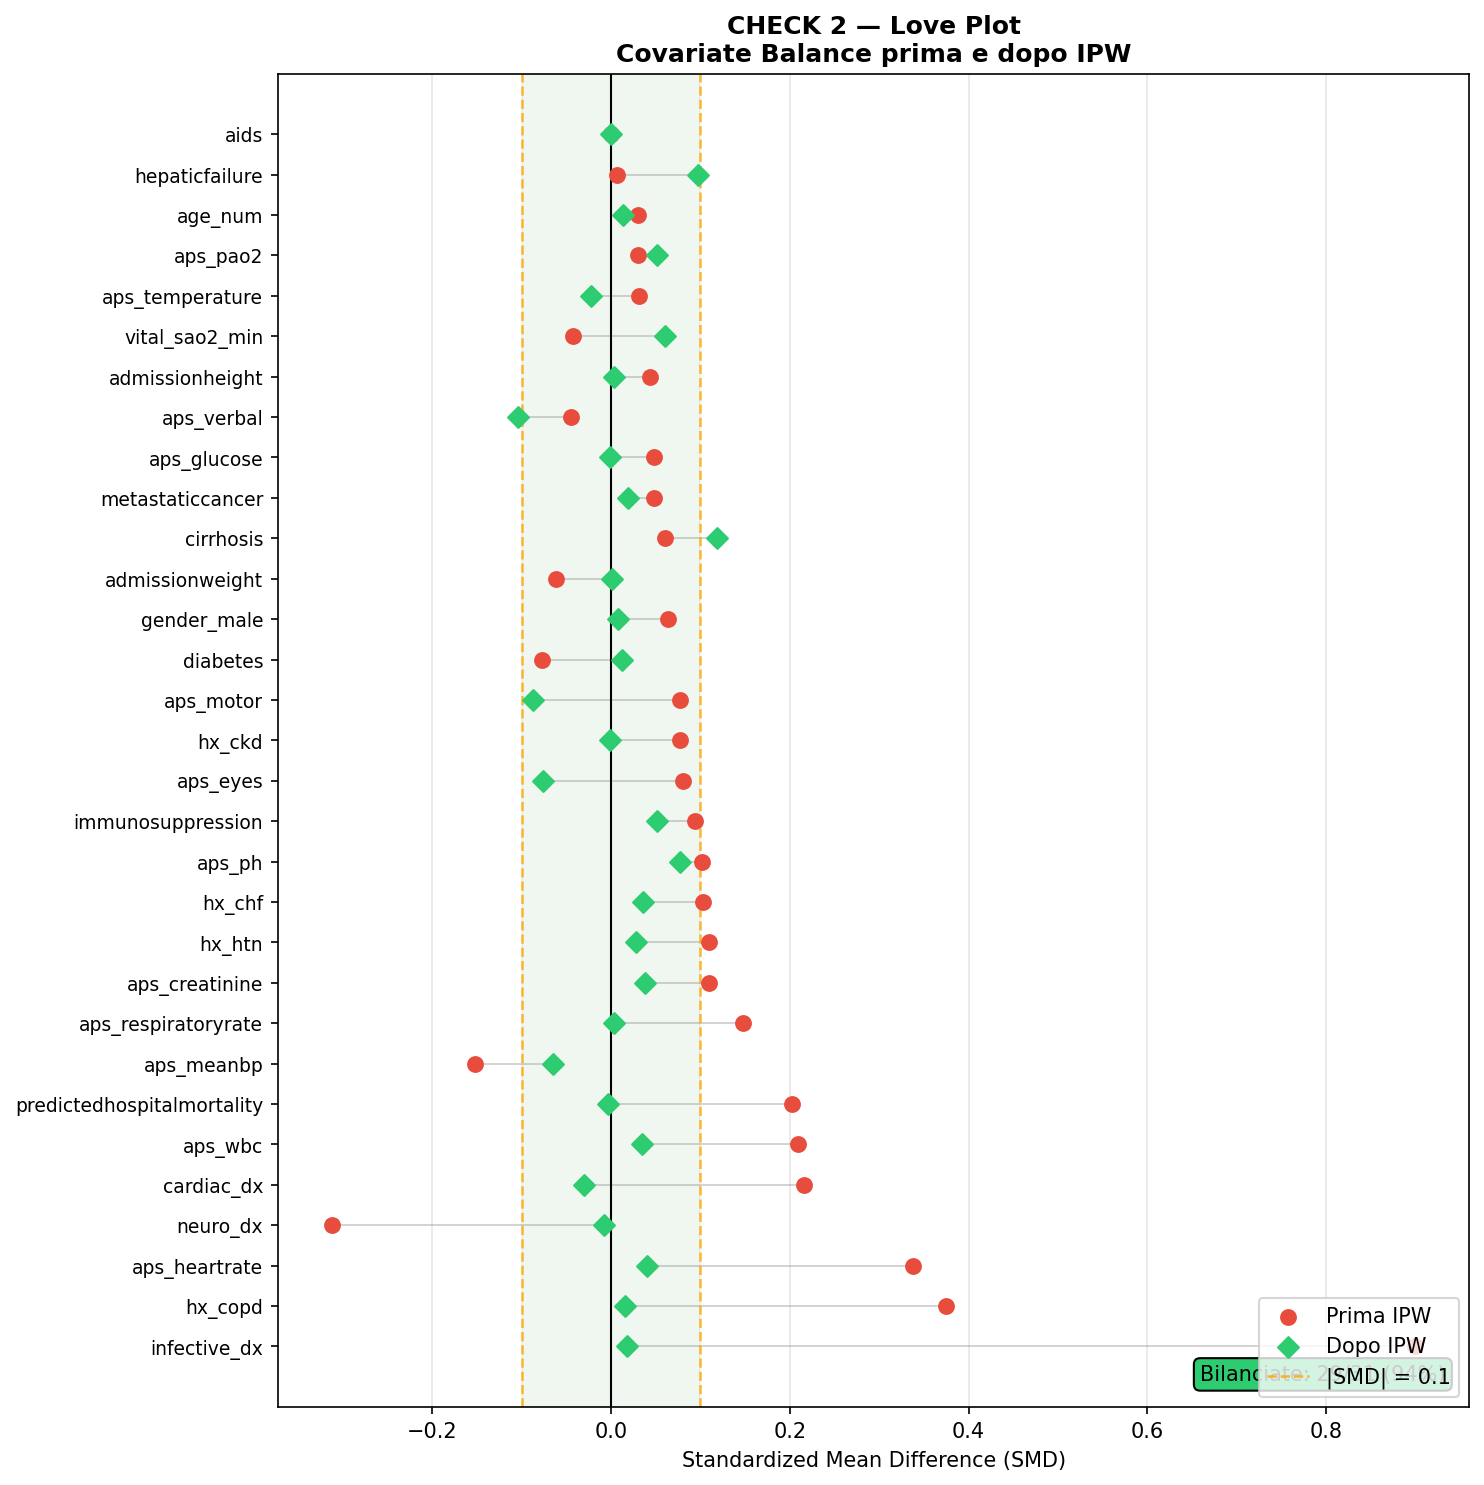 CHECK 2 — Love Plot
Covariate Balance prima e dopo IPW
aids
hepaticfailure
age_num
aps_pao2
aps_temperature
vital_sao2_min
admissionheight
aps_verbal
aps_glucose
metastaticcancer
cirrhosis
admissionweight
gender_male
diabetes
aps_motor
hx_ckd
aps_eyes
immunosuppression
aps_ph
hx_chf
hx_htn
aps_creatinine
aps_respiratoryrate
aps_meanbp
predictedhospitalmortality
aps_wbc
cardiac_dx
neuro_dx
aps_heartrate
hx_copd
infective_dx
Prima IPW
Dopo IPW
|SMD| = 0.1
Bilanciate:
−0.2 0.0 0.2 0.4 0.6 0.8
Standardized Mean Difference (SMD)